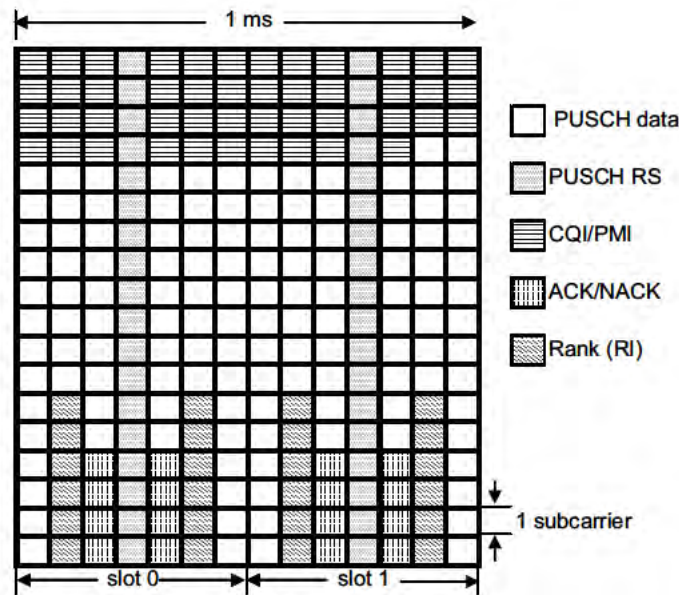 1 ms
PUSCH data
PUSCH RS
CQI/PMI
ACK/NACK
Rank (RI)
1 subcarrier
slot 0
slot 1